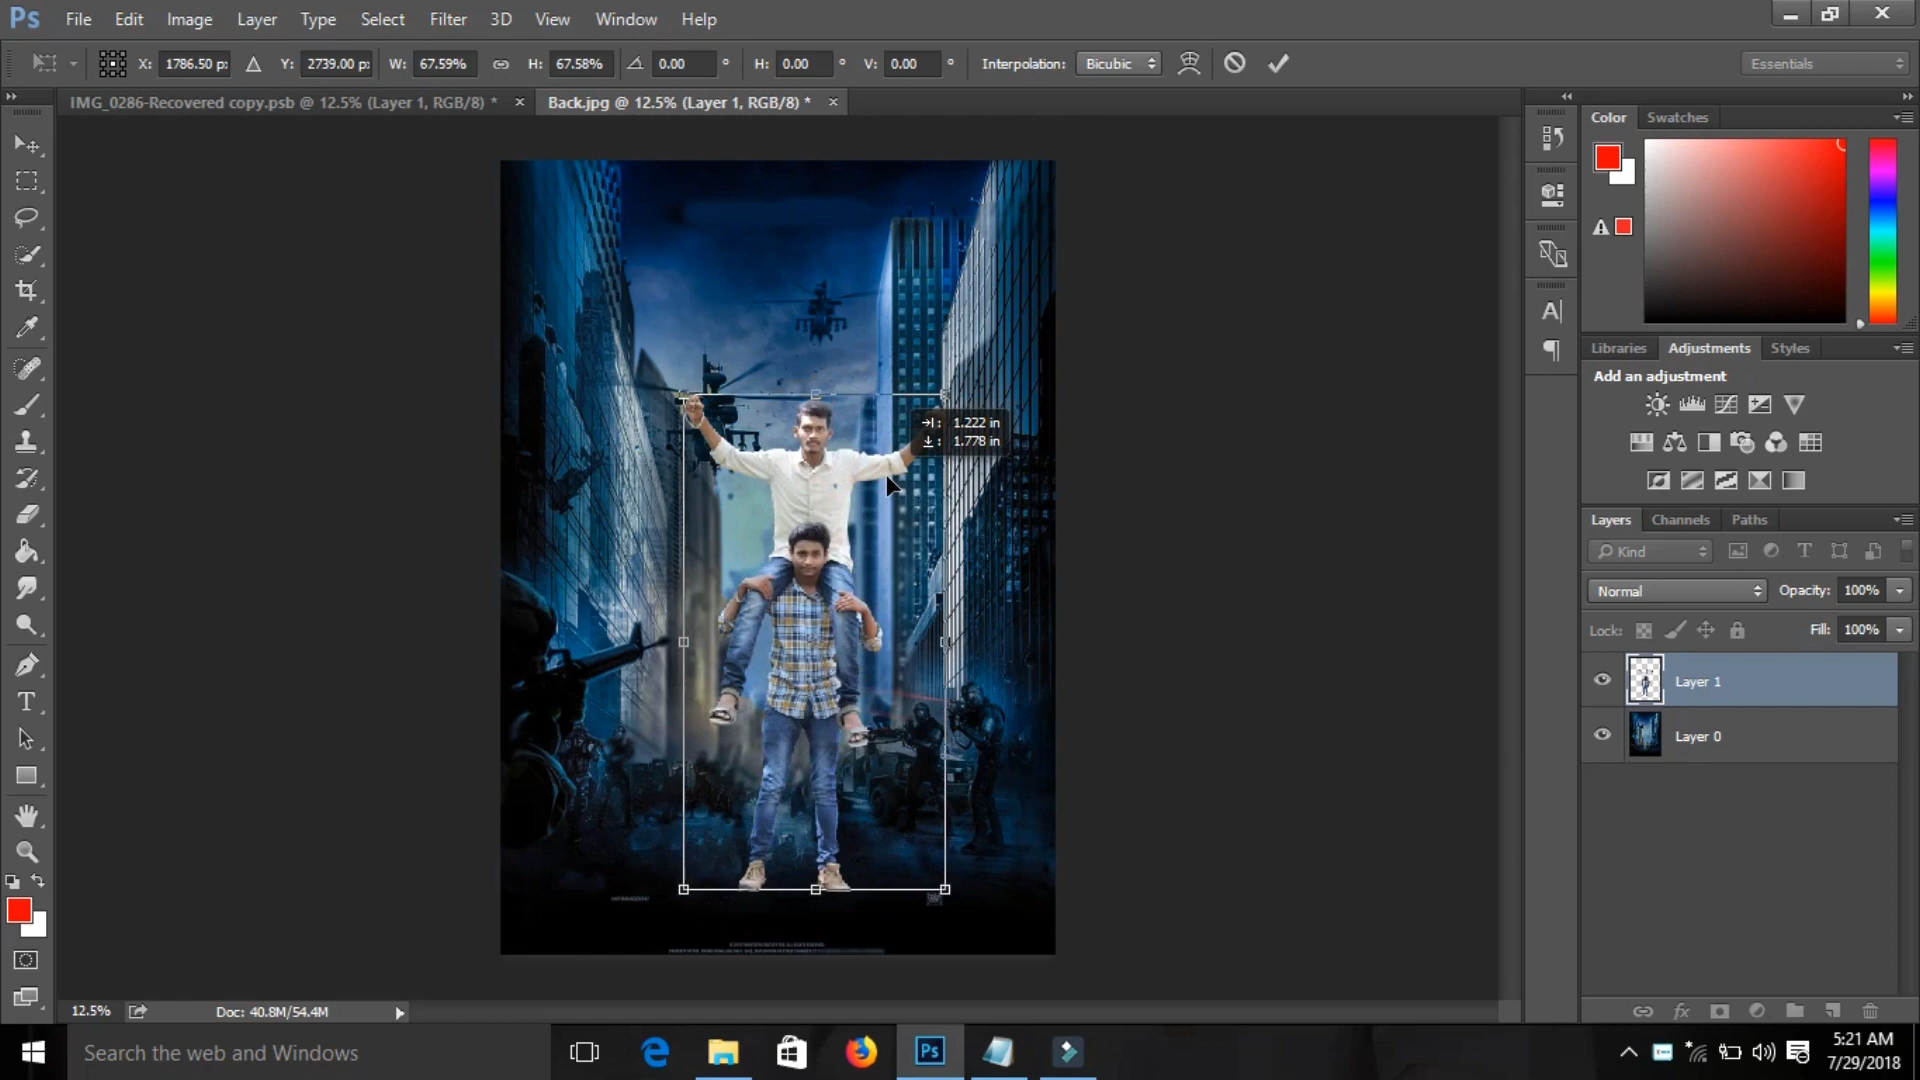 Ps File Edit Image Layer Type Select Filter 3D View Window Help
X: 1786.50 p: Y: 2739.00 p: W: 67.59% H: 67.58% 0.00 ° H: 0.00 ° V: 0.00 ° Interpolation: Bicubic Essentials
IMG_0286-Recovered copy.psb @ 12.5% (Layer 1, RGB/8) * × Back.jpg @ 12.5% (Layer 1, RGB/8) * ×
Color Swatches
Libraries Adjustments Styles
Add an adjustment
1.222 in
1.778 in
Layers Channels Paths
Kind
Normal Opacity: 100%
Lock: Fill: 100%
Layer 1
Layer 0
12.5% Doc: 40.8M/54.4M
Search the web and Windows
Ps
5:21 AM
7/29/2018